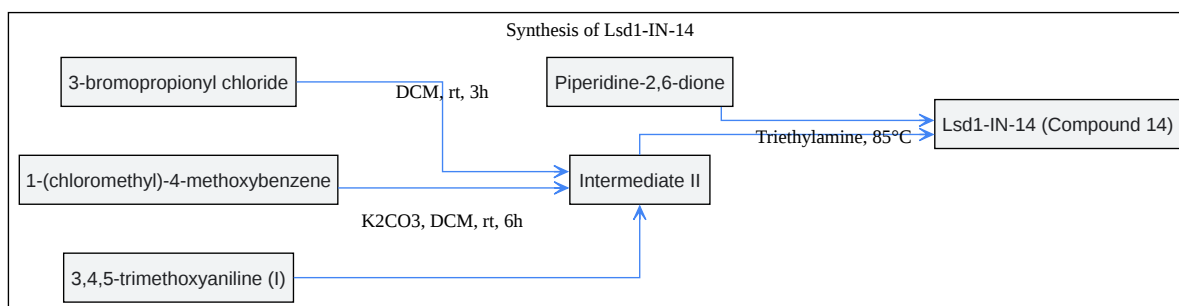 Synthesis of Lsd1-IN-14
3-bromopropionyl chloride
Piperidine-2,6-dione
DCM, rt, 3h
Lsd1-IN-14 (Compound 14)
Triethylamine, 85°C
1-(chloromethyl)-4-methoxybenzene
Intermediate II
K2CO3, DCM, rt, 6h
3,4,5-trimethoxyaniline (I)